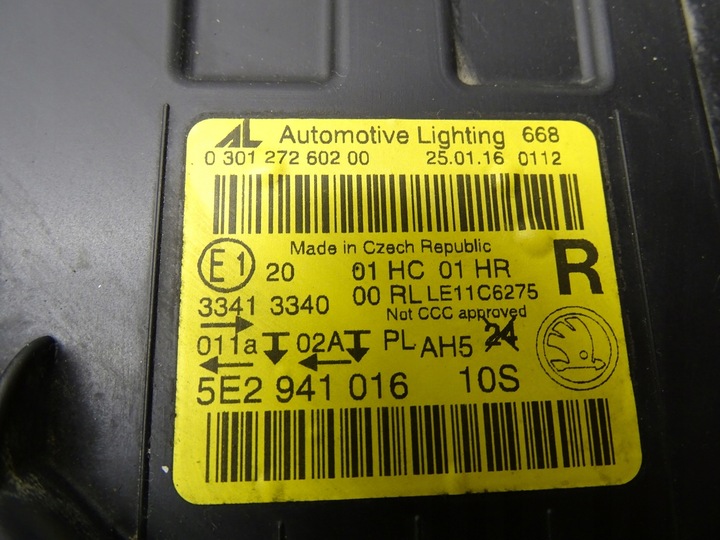 AL Automotive Lighting 668
0 301 272 602 00 25.01.16 0112
Made in Czech Republic
E1 20 01 HC 01 HR R
3341 3340 00 RL LE11C6275
Not CCC approved
011a 02A PL AH5 24
5E2 941 016 10S